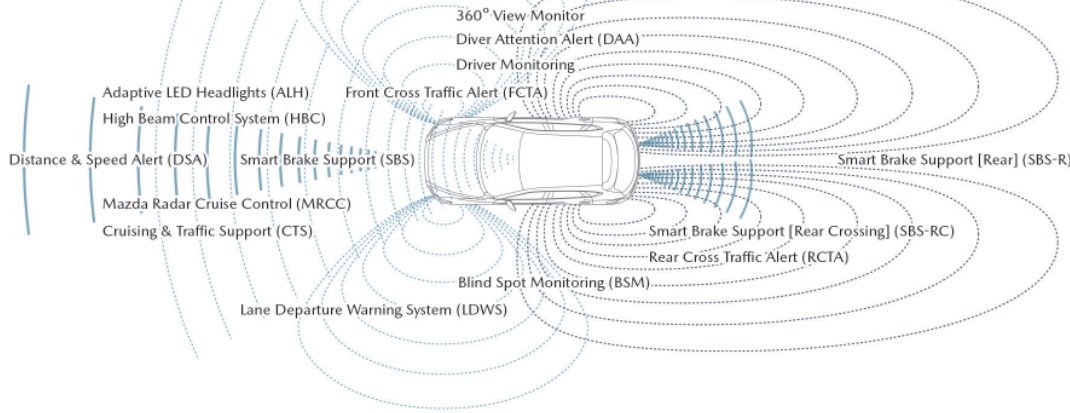 360° View Monitor
Diver Attention Alert (DAA)
Driver Monitoring
Adaptive LED Headlights (ALH)
Front Cross Traffic Alert (FCTA)
High Beam Control System (HBC)
Distance & Speed Alert (DSA)
Smart Brake Support (SBS)
Smart Brake Support [Rear] (SBS-R)
Mazda Radar Cruise Control (MRCC)
Cruising & Traffic Support (CTS)
Smart Brake Support [Rear Crossing] (SBS-RC)
Rear Cross Traffic Alert (RCTA)
Blind Spot Monitoring (BSM)
Lane Departure Warning System (LDWS)